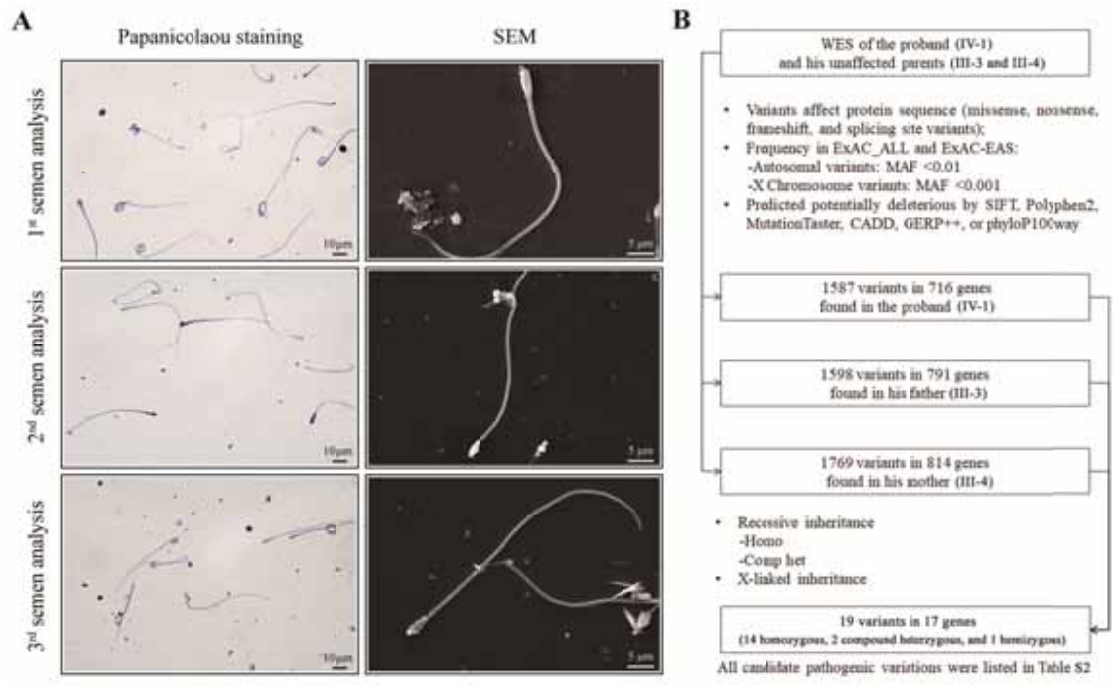 A
Papanicolaou staining
SEM
1st semen analysis
10μm
5 μm
2nd semen analysis
10μm
5 μm
3rd semen analysis
10μm
5 μm
B
WES of the proband (IV-1)
and his unaffected parents (III-3 and III-4)
• Variants affect protein sequence (missense, nossense,
frameshift, and splicing site variants);
• Frequency in ExAC_ALL and ExAC-EAS:
-Autosomal variants: MAF <0.01
-X Chromosome variants: MAF <0.001
• Predicted potentially deleterious by SIFT, Polyphen2,
MutationTaster, CADD, GERP++, or phyloP100way
1587 variants in 716 genes
found in the proband (IV-1)
1598 variants in 791 genes
found in his father (III-3)
1769 variants in 814 genes
found in his mother (III-4)
• Recessive inheritance
-Homo
-Comp het
• X-linked inheritance
19 variants in 17 genes
(14 homozygous, 2 compound heterzygous, and 1 hemizygous)
All candidate pathogenic variations were listed in Table S2